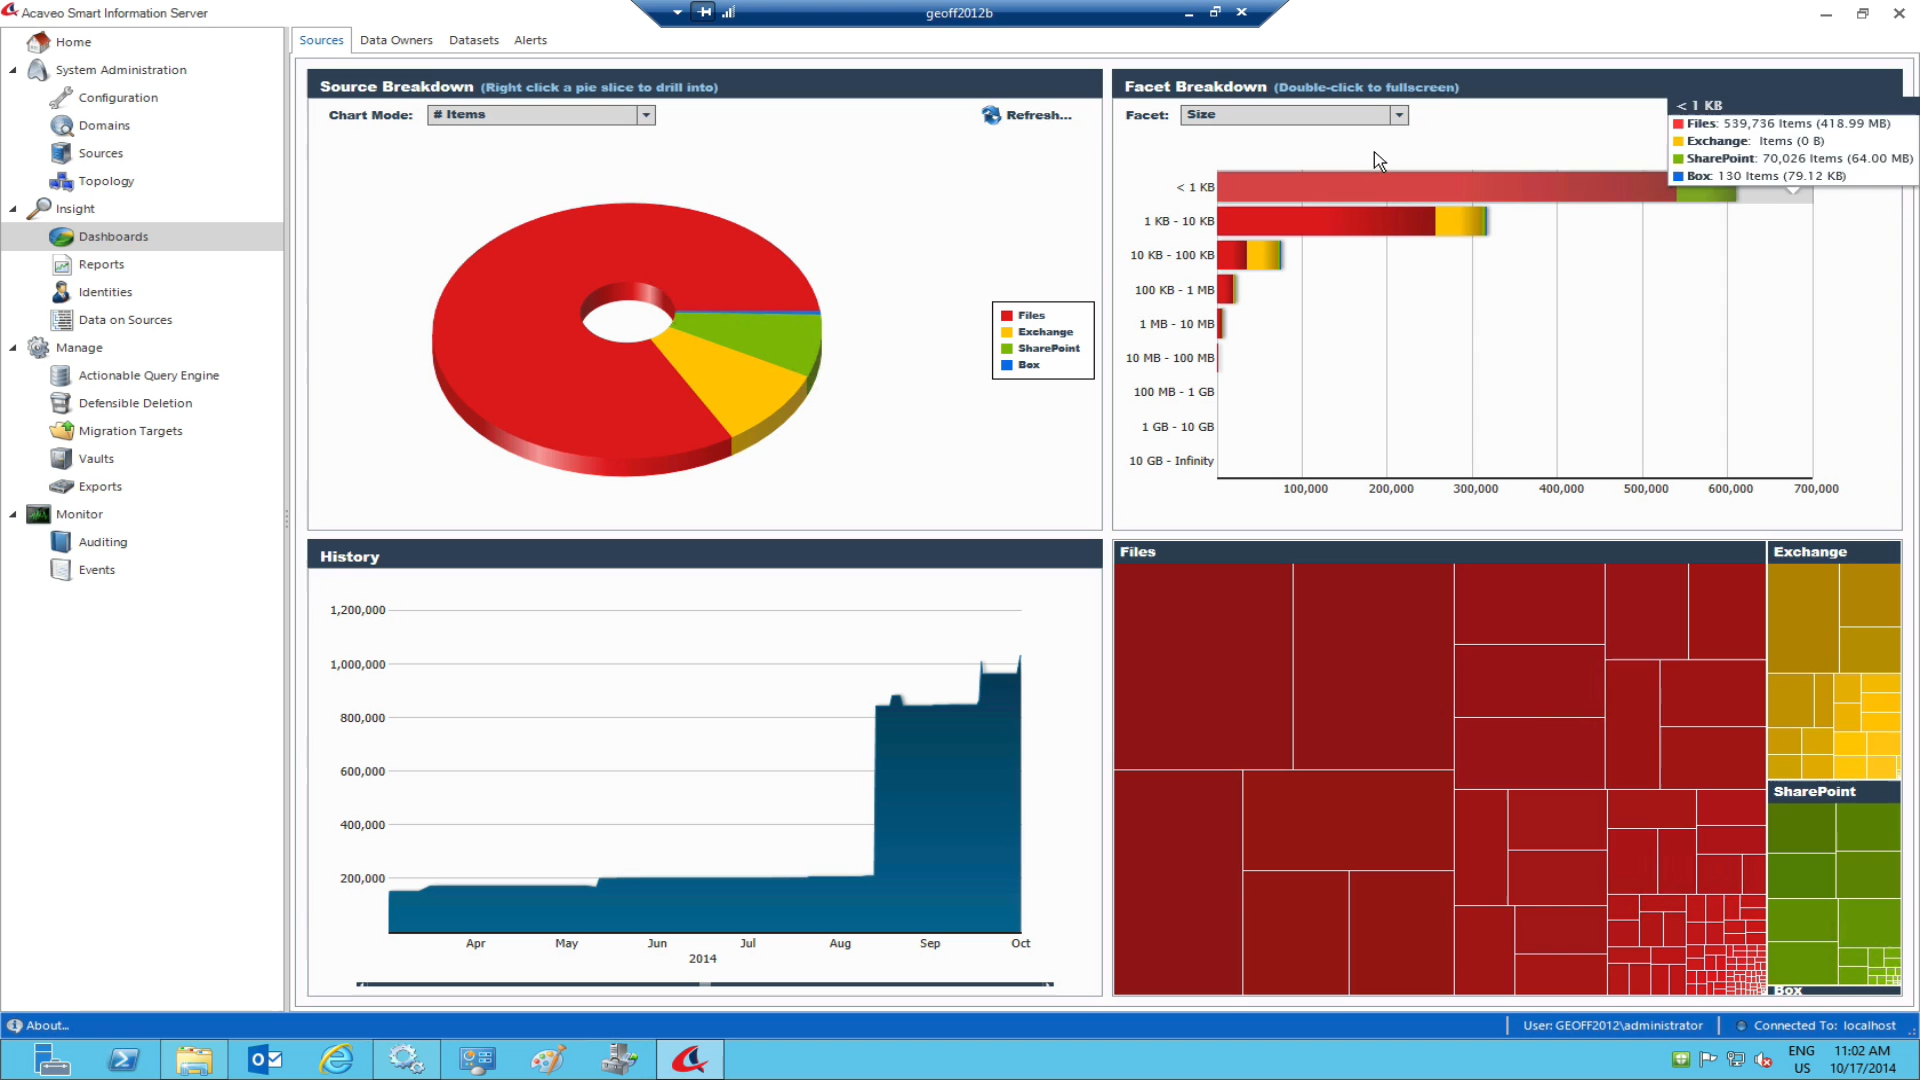 Acaveo Smart Information Server
geoff2012b
Home
System Administration
Configuration
Domains
Sources
Topology
Insight
Dashboards
Reports
Identities
Data on Sources
Manage
Actionable Query Engine
Defensible Deletion
Migration Targets
Vaults
Exports
Monitor
Auditing
Events
Sources Data Owners Datasets Alerts
Source Breakdown (Right click a pie slice to drill into)
Chart Mode: # Items Refresh...
Files
Exchange
SharePoint
Box
Facet Breakdown (Double-click to fullscreen)
Facet: Size
< 1 KB
Files: 539,736 Items (418.99 MB)
Exchange: Items (0 B)
SharePoint: 70,026 Items (64.00 MB)
Box: 130 Items (79.12 KB)
< 1 KB
1 KB - 10 KB
10 KB - 100 KB
100 KB - 1 MB
1 MB - 10 MB
10 MB - 100 MB
100 MB - 1 GB
1 GB - 10 GB
10 GB - Infinity
100,000 200,000 300,000 400,000 500,000 600,000 700,000
History
1,200,000
1,000,000
800,000
600,000
400,000
200,000
Apr May Jun Jul Aug Sep Oct
2014
Files
Exchange
SharePoint
Box
About...
User: GEOFF2012\administrator
Connected To: localhost
ENG
US
11:02 AM
10/17/2014